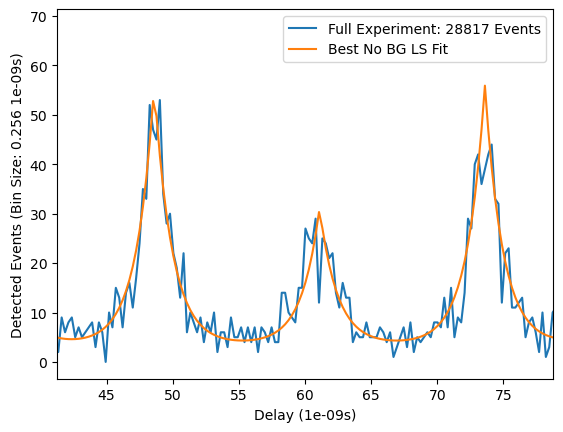 Full Experiment: 28817 Events
Best No BG LS Fit
Detected Events (Bin Size: 0.256 1e-09s)
70
60
50
40
30
20
10
0
45 50 55 60 65 70 75
Delay (1e-09s)